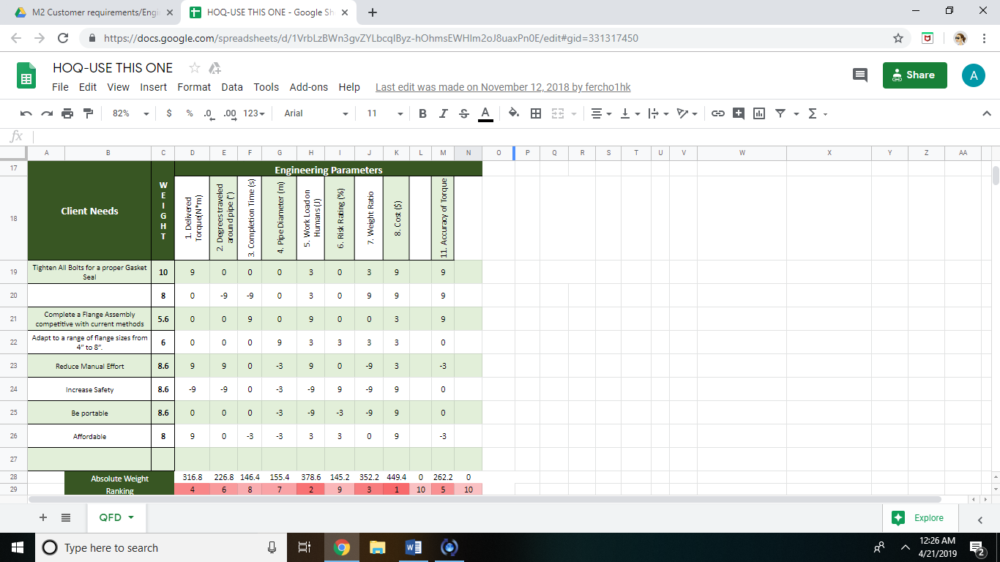 M2 Customer requirements/Engi
HOQ-USE THIS ONE - Google Sh
https://docs.google.com/spreadsheets/d/1VrbLzBWn3gvZYLbcqIByz-hOhmsEWHIm2oJ8uaxPn0E/edit#gid=331317450
HOQ-USE THIS ONE
Share
A
File Edit View Insert Format Data Tools Add-ons Help Last edit was made on November 12, 2018 by fercho1hk
82% $ % .0 .00 123 Arial 11 B I S A
fx
A B C D E F G H I J K L M N O P Q R S T U V W X Y Z AA
17 Engineering Parameters
18 Client Needs WEIGHT
1. Delivered Torque(N*m)
2. Degrees traveled around pipe (°)
3. Completion Time (s)
4. Pipe Diameter (m)
5. Work Load on Humans (J)
6. Risk Rating (%)
7. Weight Ratio
8. Cost ($)
11. Accuracy of Torque
19 Tighten All Bolts for a proper Gasket Seal 10 9 0 0 0 3 0 3 9 9
20 8 0 -9 -9 0 3 0 9 9 9
21 Complete a Flange Assembly competitive with current methods 5.6 0 0 9 0 9 0 0 3 9
22 Adapt to a range of flange sizes from 4" to 8". 6 0 0 0 9 3 3 3 3 0
23 Reduce Manual Effort 8.6 9 9 0 -3 9 0 -9 3 -3
24 Increase Safety 8.6 -9 -9 0 -3 -9 9 -9 9 0
25 Be portable 8.6 0 0 0 -3 -9 -3 -9 9 0
26 Affordable 8 9 0 -3 -3 3 3 0 9 -3
27
28 Absolute Weight 316.8 226.8 146.4 155.4 378.6 145.2 352.2 449.4 0 262.2 0
29 Ranking 4 6 8 7 2 9 3 1 10 5 10
QFD
Explore
Type here to search
12:26 AM
4/21/2019
2